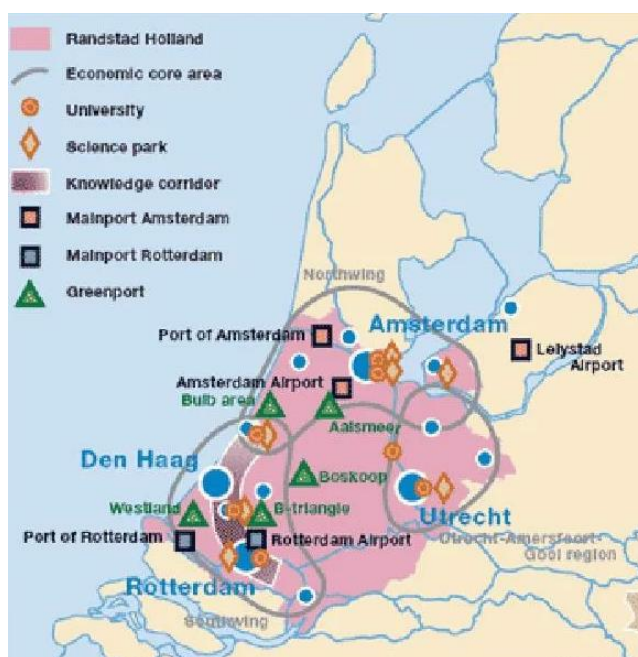 Randstad Holland
Economic core area
University
Science park
Knowledge corridor
Mainport Amsterdam
Mainport Rotterdam
Greenport
Northwing
Port of Amsterdam
Amsterdam
Lelystad
Airport
Amsterdam Airport
Bulb area
Aalsmeer
Den Haag
Boskoop
Westland
B-triangle
Utrecht
Port of Rotterdam
Rotterdam Airport
Utrecht-Amersfoort-
Gooi region
Rotterdam
Southwing